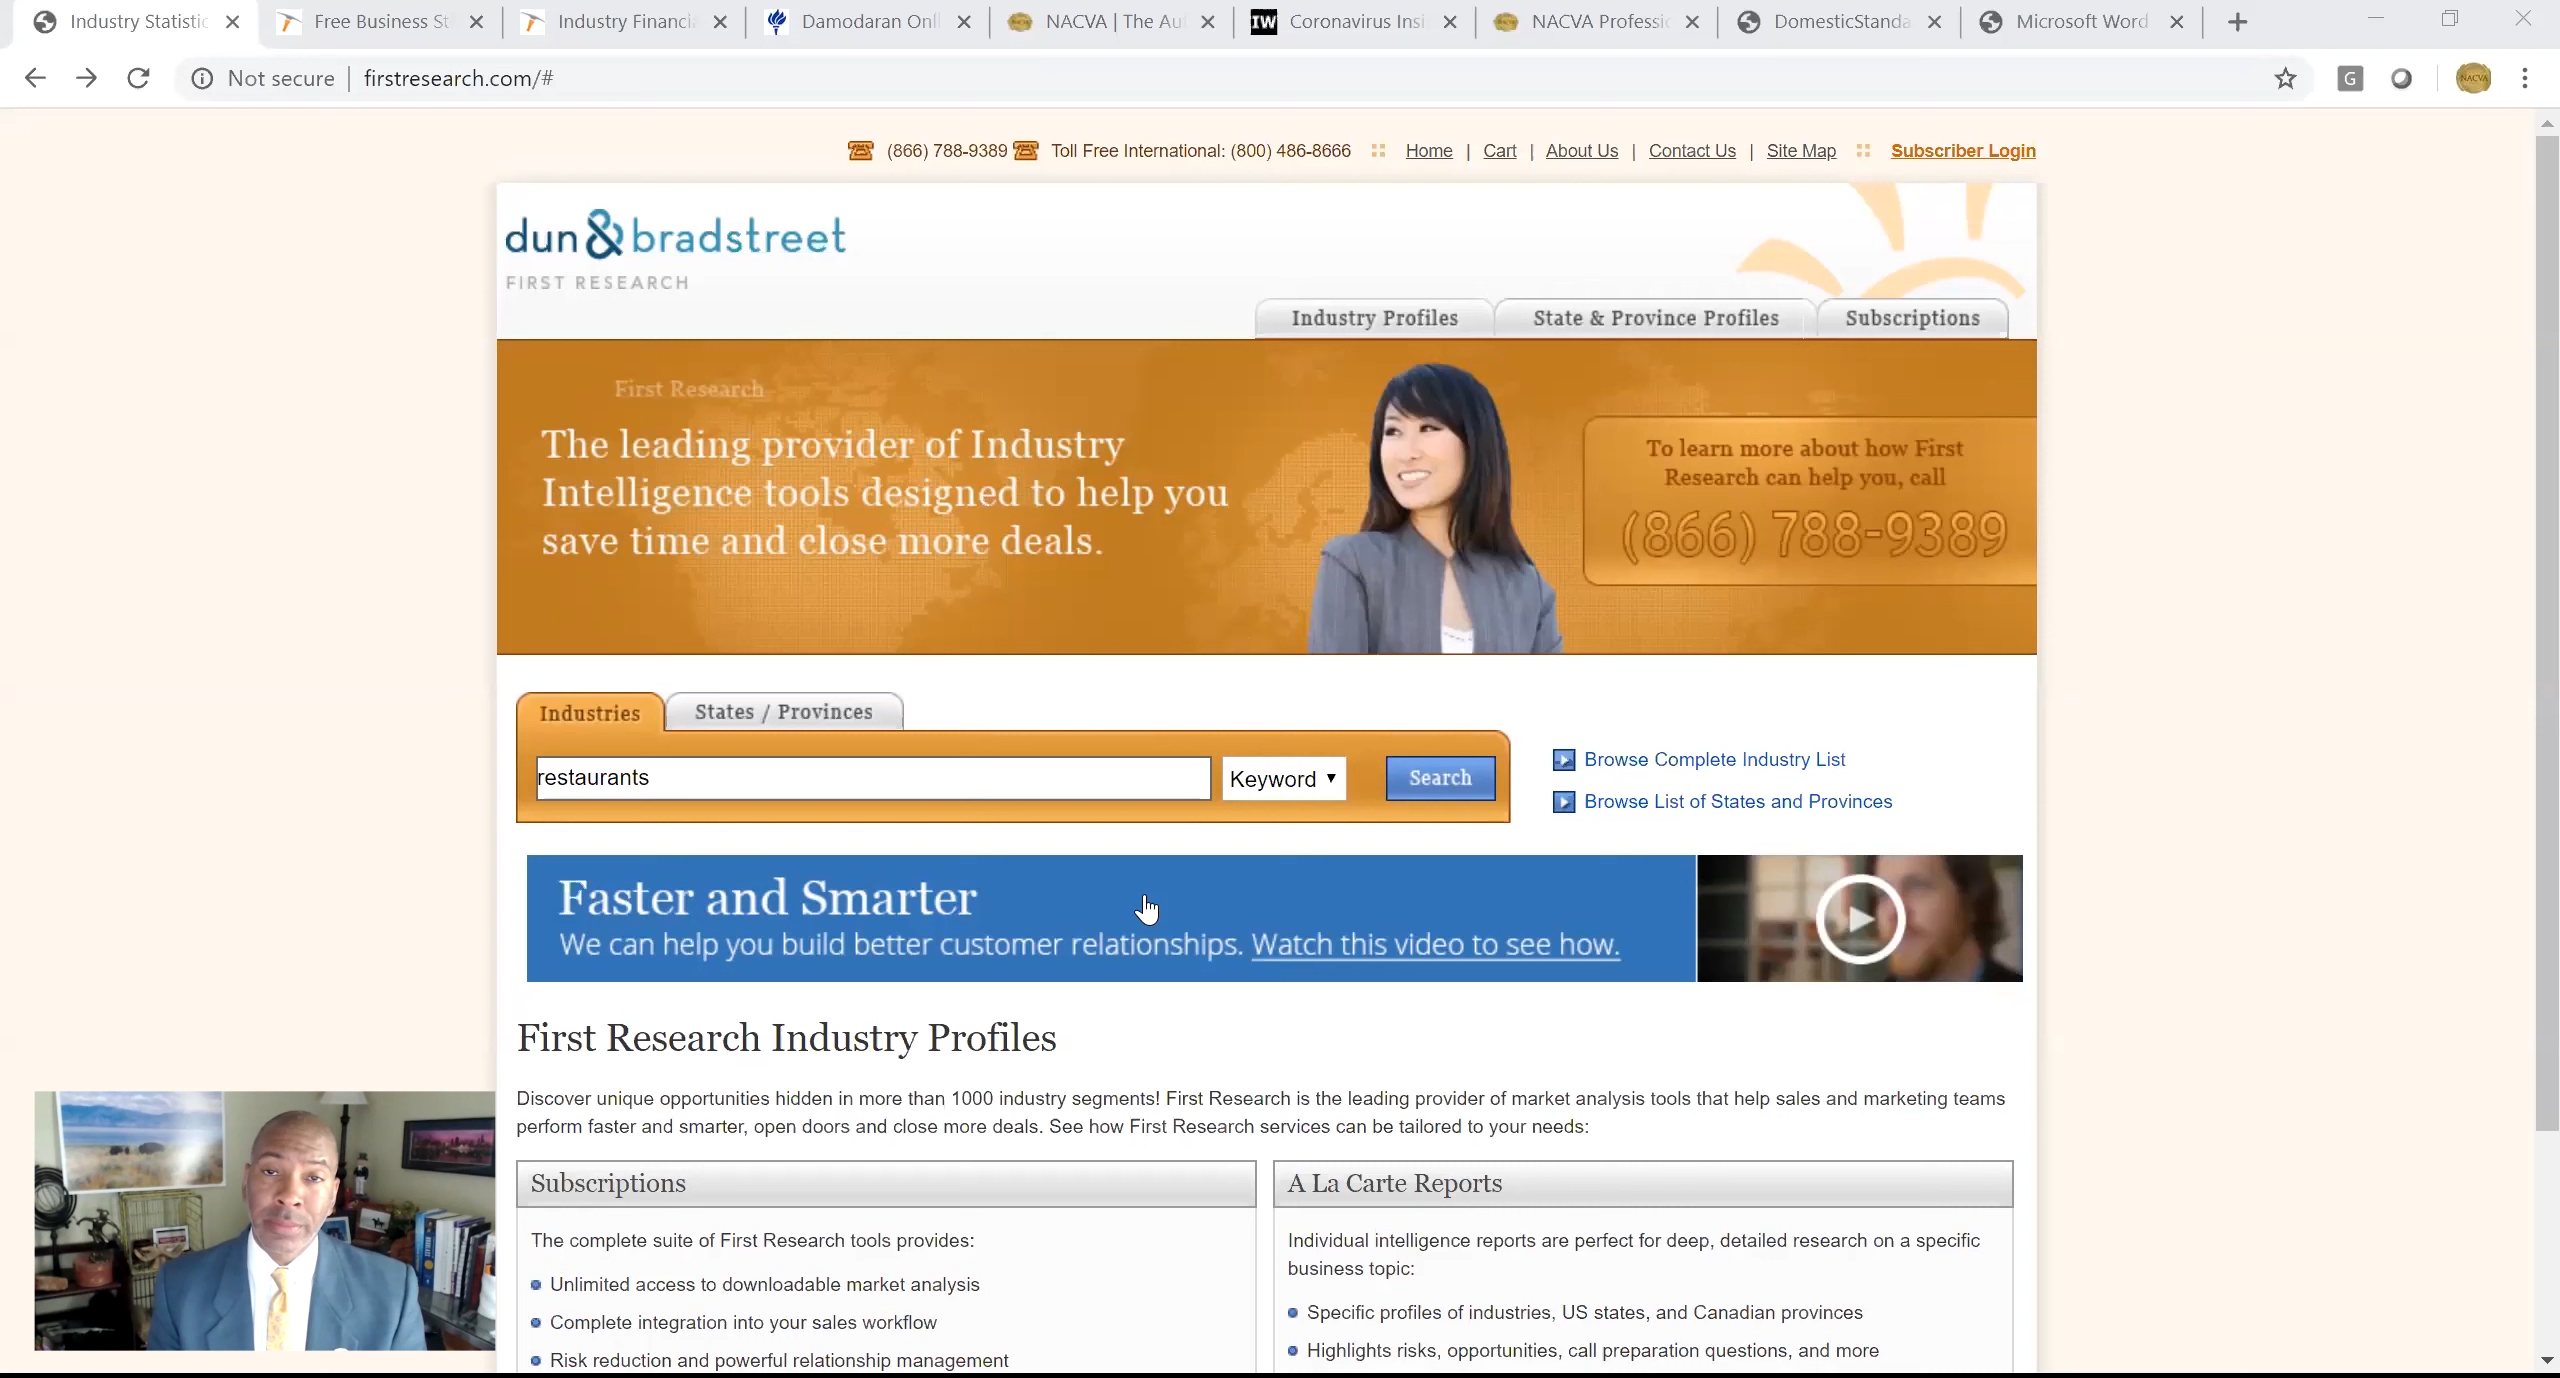 Industry Statistic
Free Business St
Industry Financi
Damodaran Onl
NACVA | The Au
IW Coronavirus Insi
NACVA Professio
DomesticStanda
Microsoft Word
Not secure | firstresearch.com/#
G
NACVA
(866) 788-9389 Toll Free International: (800) 486-8666 Home | Cart | About Us | Contact Us | Site Map Subscriber Login
dun & bradstreet
FIRST RESEARCH
Industry Profiles State & Province Profiles Subscriptions
First Research
The leading provider of Industry
Intelligence tools designed to help you
save time and close more deals.
To learn more about how First
Research can help you, call
(866) 788-9389
Industries States / Provinces
restaurants Keyword Search
Browse Complete Industry List
Browse List of States and Provinces
Faster and Smarter
We can help you build better customer relationships. Watch this video to see how.
First Research Industry Profiles
Discover unique opportunities hidden in more than 1000 industry segments! First Research is the leading provider of market analysis tools that help sales and marketing teams
perform faster and smarter, open doors and close more deals. See how First Research services can be tailored to your needs:
Subscriptions
The complete suite of First Research tools provides:
Unlimited access to downloadable market analysis
Complete integration into your sales workflow
Risk reduction and powerful relationship management
A La Carte Reports
Individual intelligence reports are perfect for deep, detailed research on a specific
business topic:
Specific profiles of industries, US states, and Canadian provinces
Highlights risks, opportunities, call preparation questions, and more